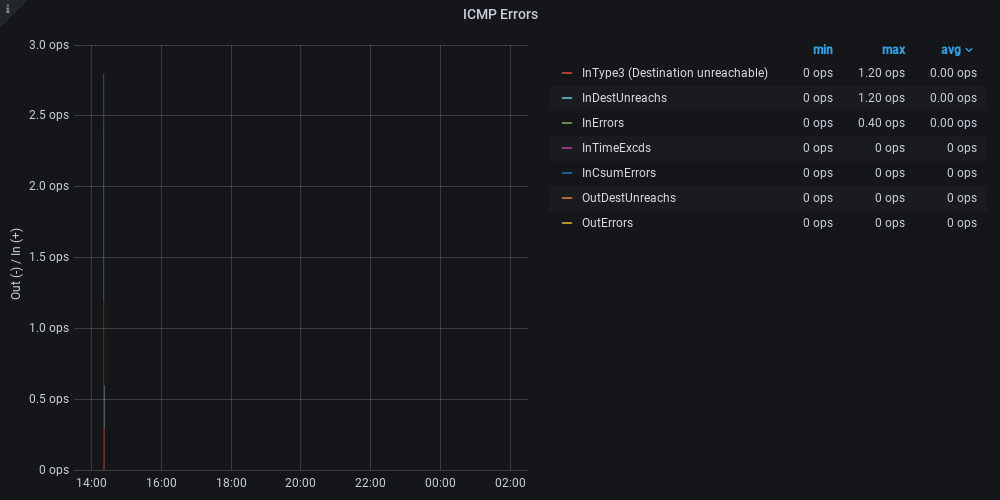 i
ICMP Errors
3.0 ops
2.5 ops
2.0 ops
1.5 ops
1.0 ops
0.5 ops
0 ops
Out (-) / In (+)
14:00 16:00 18:00 20:00 22:00 00:00 02:00
min max avg
InType3 (Destination unreachable) 0 ops 1.20 ops 0.00 ops
InDestUnreachs 0 ops 1.20 ops 0.00 ops
InErrors 0 ops 0.40 ops 0.00 ops
InTimeExcds 0 ops 0 ops 0 ops
InCsumErrors 0 ops 0 ops 0 ops
OutDestUnreachs 0 ops 0 ops 0 ops
OutErrors 0 ops 0 ops 0 ops